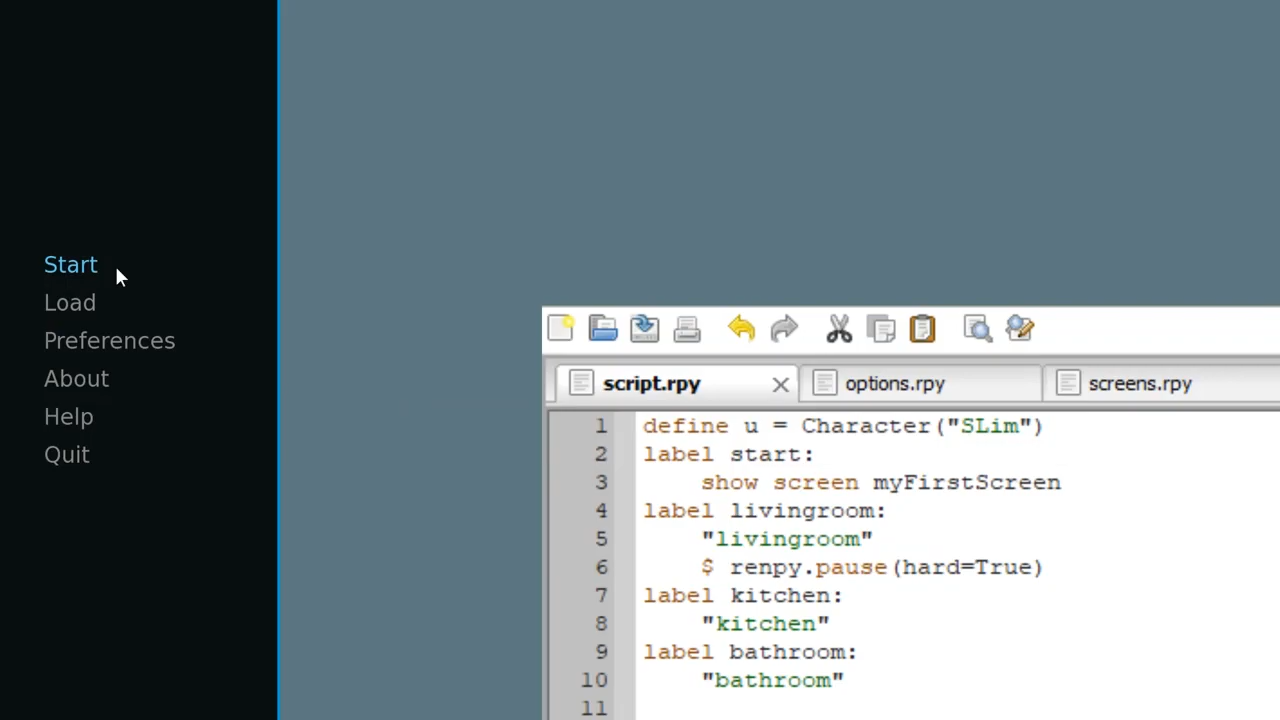 Start
Load
Preferences
About
Help
Quit
script.rpy
options.rpy
screens.rpy
1 define u = Character("SLim")
2 label start:
3 show screen myFirstScreen
4 label livingroom:
5 "livingroom"
6 $ renpy.pause(hard=True)
7 label kitchen:
8 "kitchen"
9 label bathroom:
10 "bathroom"
11